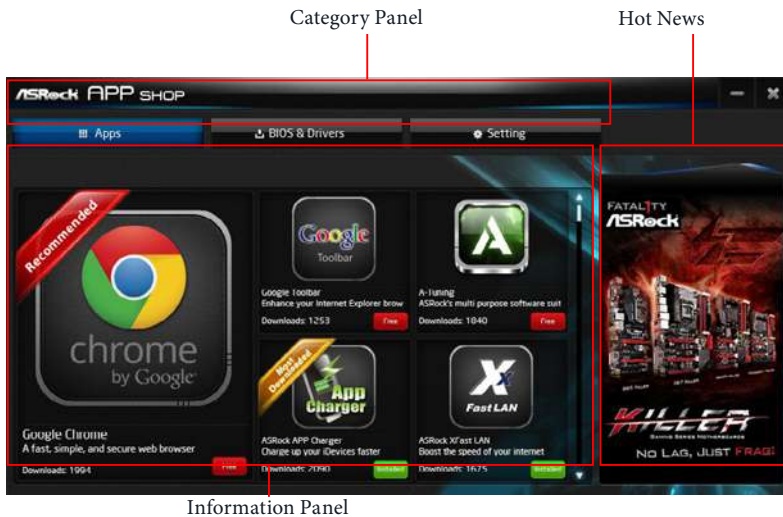 Category Panel
Hot News
ASRock APP SHOP
Apps
BIOS & Drivers
Setting
Recommended
chrome
by Google
Google Chrome
A fast, simple, and secure web browser
Downloads: 1994
Free
Google
Toolbar
Google Toolbar
Enhance your Internet Explorer brow
Downloads: 1253
Free
A-Tuning
ASRock's multi purpose software suit
Downloads: 1840
Free
Most
Downloaded
App
Charger
ASRock APP Charger
Charge up your iDevices faster
Downloads: 2090
Installed
X
Fast LAN
ASRock XFast LAN
Boost the speed of your internet
Downloads: 1675
Installed
FATAL1TY
ASRock
KILLER
GAMING SERIES MOTHERBOARDS
NO LAG, JUST FRAG!
Information Panel